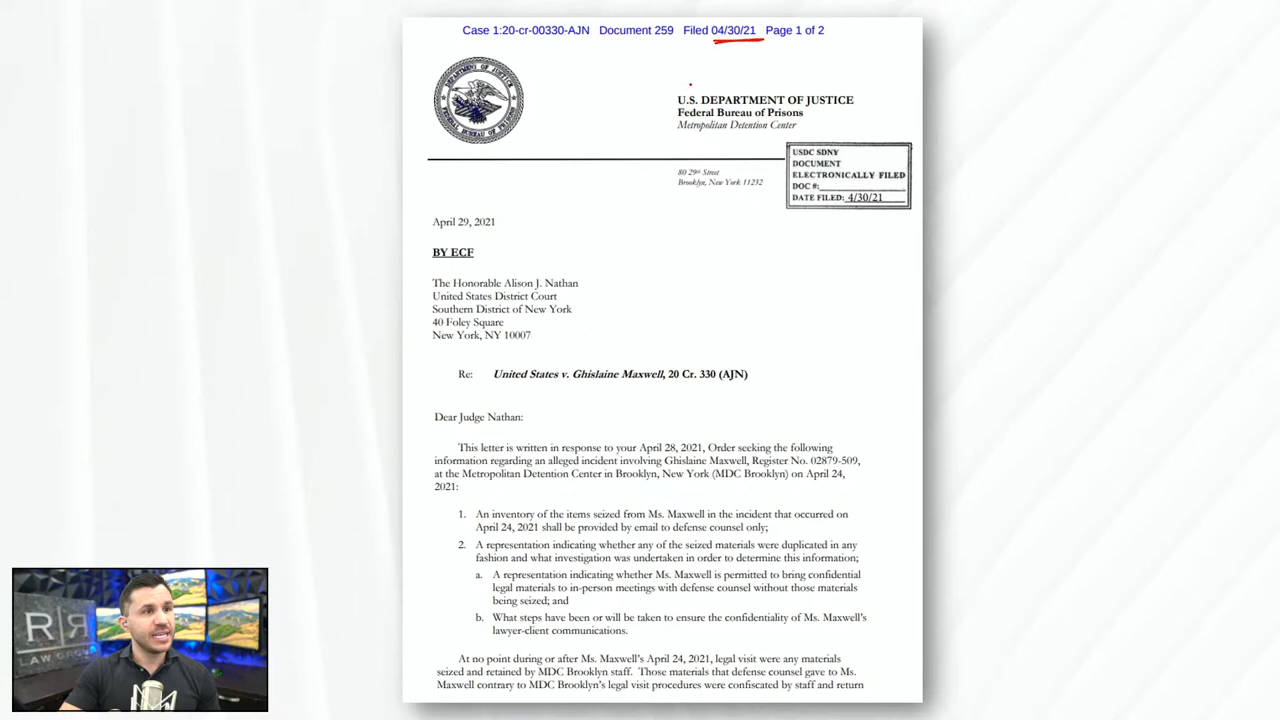 Case 1:20-cr-00330-AJN Document 259 Filed 04/30/21 Page 1 of 2
U.S. DEPARTMENT OF JUSTICE
Federal Bureau of Prisons
Metropolitan Detention Center
USDC SDNY
DOCUMENT
ELECTRONICALLY FILED
DOC #:
DATE FILED: 4/30/21
80 29th Street
Brooklyn, New York 11232
April 29, 2021
BY ECF
The Honorable Alison J. Nathan
United States District Court
Southern District of New York
40 Foley Square
New York, NY 10007
Re: United States v. Ghislaine Maxwell, 20 Cr. 330 (AJN)
Dear Judge Nathan:
This letter is written in response to your April 28, 2021, Order seeking the following
information regarding an alleged incident involving Ghislaine Maxwell, Register No. 02879-509,
at the Metropolitan Detention Center in Brooklyn, New York (MDC Brooklyn) on April 24,
2021:
1. An inventory of the items seized from Ms. Maxwell in the incident that occurred on
April 24, 2021 shall be provided by email to defense counsel only;
2. A representation indicating whether any of the seized materials were duplicated in any
fashion and what investigation was undertaken in order to determine this information;
a. A representation indicating whether Ms. Maxwell is permitted to bring confidential
legal materials to in-person meetings with defense counsel without those materials
being seized; and
b. What steps have been or will be taken to ensure the confidentiality of Ms. Maxwell's
lawyer-client communications.
At no point during or after Ms. Maxwell's April 24, 2021, legal visit were any materials
seized and retained by MDC Brooklyn staff. Those materials that defense counsel gave to Ms.
Maxwell contrary to MDC Brooklyn's legal visit procedures were confiscated by staff and return
R R
LAW GROUP